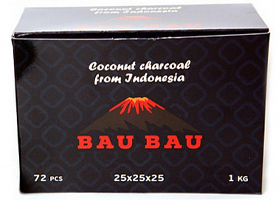 Coconut charcoal
from Indonesia
BAU BAU
72 PCS 25x25x25 1 KG